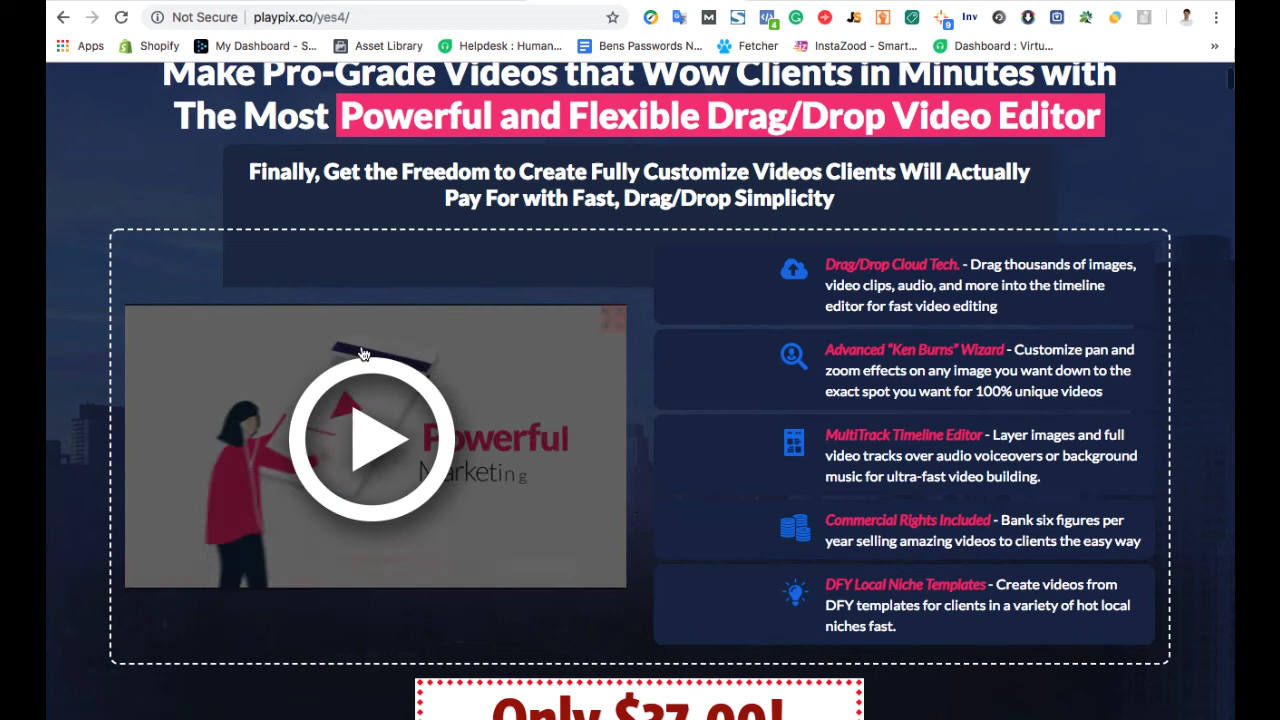 Not Secure | playpix.co/yes4/
4
JS
Inv
9
Apps
Shopify
My Dashboard - S...
Asset Library
Helpdesk : Human...
Bens Passwords N...
Fetcher
InstaZood - Smart...
Dashboard : Virtu...
»
Make Pro-Grade Videos that Wow Clients in Minutes with
The Most Powerful and Flexible Drag/Drop Video Editor
Finally, Get the Freedom to Create Fully Customize Videos Clients Will Actually
Pay For with Fast, Drag/Drop Simplicity
Powerful
Marketing
Drag/Drop Cloud Tech. - Drag thousands of images,
video clips, audio, and more into the timeline
editor for fast video editing
Advanced “Ken Burns” Wizard - Customize pan and
zoom effects on any image you want down to the
exact spot you want for 100% unique videos
MultiTrack Timeline Editor - Layer images and full
video tracks over audio voiceovers or background
music for ultra-fast video building.
Commercial Rights Included - Bank six figures per
year selling amazing videos to clients the easy way
DFY Local Niche Templates - Create videos from
DFY templates for clients in a variety of hot local
niches fast.
Only $37.00!